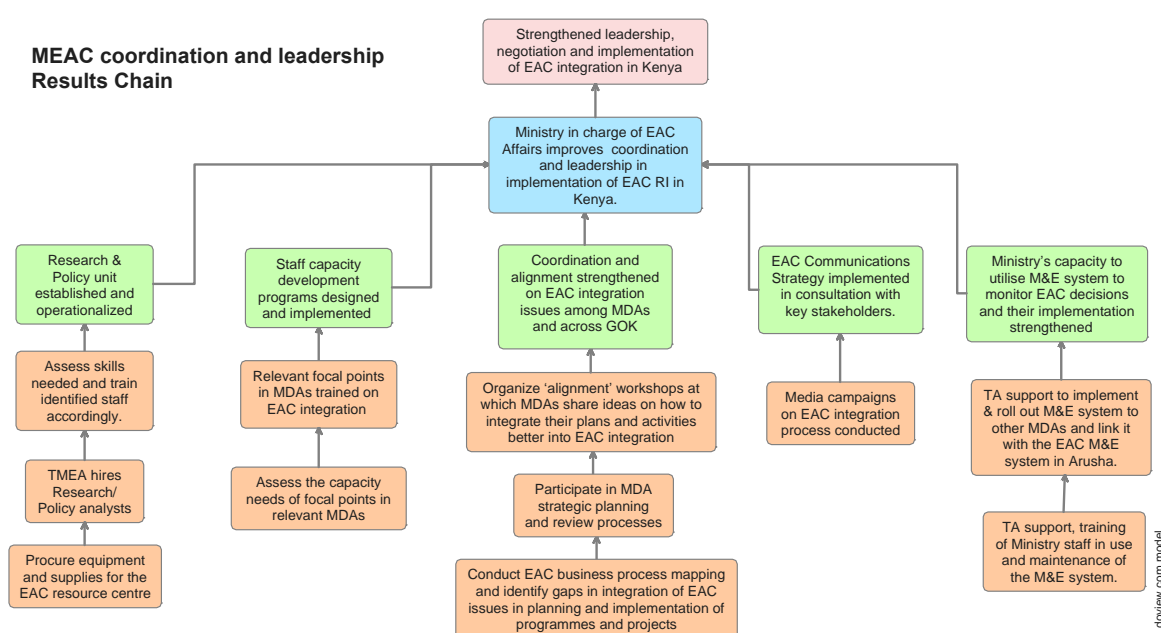 MEAC coordination and leadership
Results Chain
Strengthened leadership,
negotiation and implementation
of EAC integration in Kenya
Ministry in charge of EAC
Affairs improves  coordination
and leadership in
implementation of EAC RI in
Kenya.
Research &
Policy unit
established and
operationalized
Staff capacity
development
programs designed
and implemented
Coordination and
alignment strengthened
on EAC integration
issues among MDAs
and across GOK
EAC Communications
Strategy implemented
in consultation with
key stakeholders.
Ministry’s capacity to
utilise M&E system to
monitor EAC decisions
and their implementation
strengthened
Assess skills
needed and train
identified staff
accordingly.
Relevant focal points
in MDAs trained on
EAC integration
Organize ‘alignment’ workshops at
which MDAs share ideas on how to
integrate their plans and activities
better into EAC integration
Media campaigns
on EAC integration
process conducted
TA support to implement
& roll out M&E system to
other MDAs and link it
with the EAC M&E
system in Arusha.
TMEA hires
Research/
Policy analysts
Assess the capacity
needs of focal points in
relevant MDAs
Participate in MDA
strategic planning
and review processes
TA support, training
of Ministry staff in use
and maintenance of
the M&E system.
Procure equipment
and supplies for the
EAC resource centre
Conduct EAC business process mapping
and identify gaps in integration of EAC
issues in planning and implementation of
programmes and projects
doview.com model